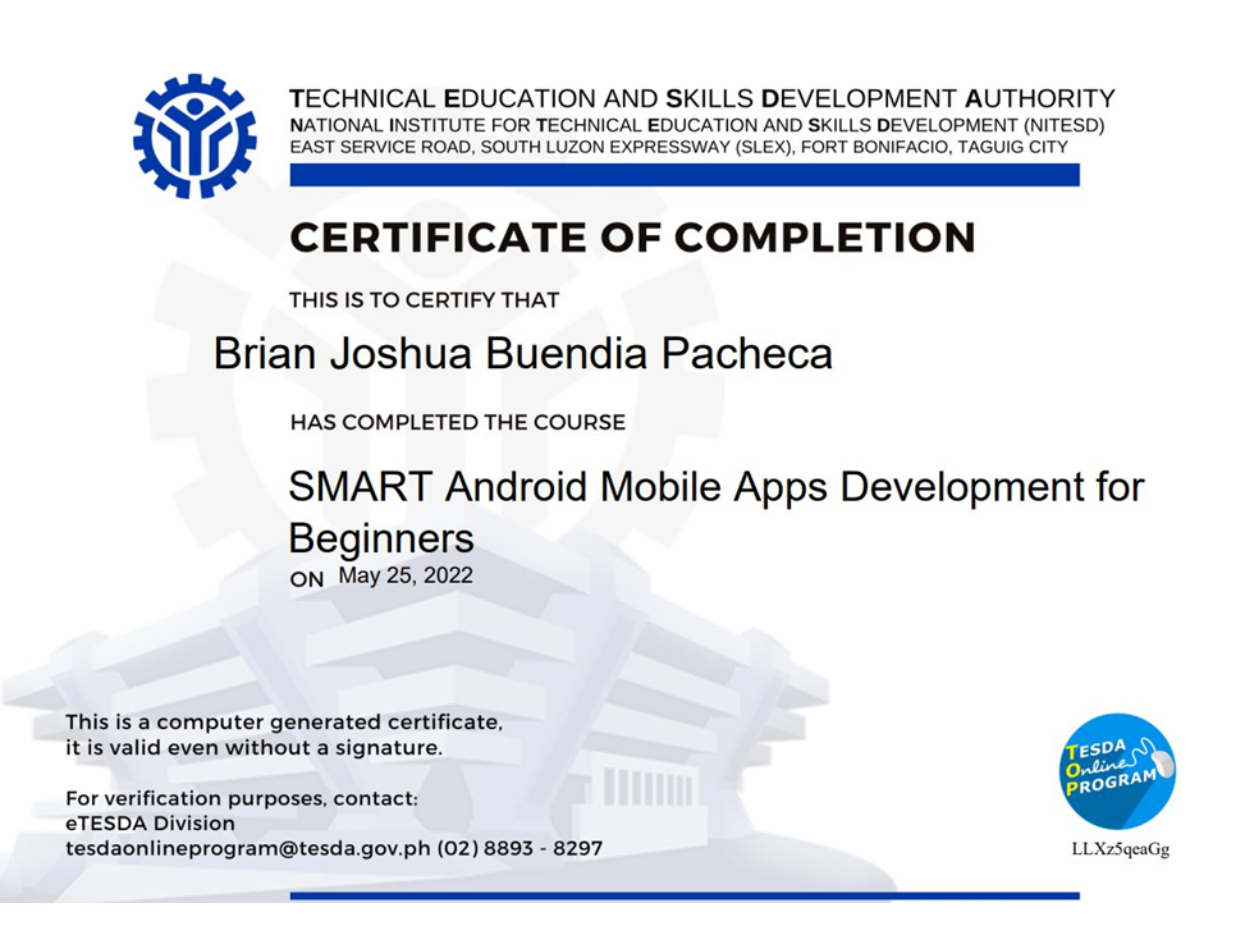 TECHNICAL EDUCATION AND SKILLS DEVELOPMENT AUTHORITY
NATIONAL INSTITUTE FOR TECHNICAL EDUCATION AND SKILLS DEVELOPMENT (NITESD)
EAST SERVICE ROAD, SOUTH LUZON EXPRESSWAY (SLEX), FORT BONIFACIO, TAGUIG CITY
CERTIFICATE OF COMPLETION
THIS IS TO CERTIFY THAT
Brian Joshua Buendia Pacheca
HAS COMPLETED THE COURSE
SMART Android Mobile Apps Development for
Beginners
ON May 25, 2022
This is a computer generated certificate,
it is valid even without a signature.
For verification purposes, contact:
eTESDA Division
tesdaonlineprogram@tesda.gov.ph (02) 8893 - 8297
TESDA
Online
PROGRAM
LLXz5qeaGg